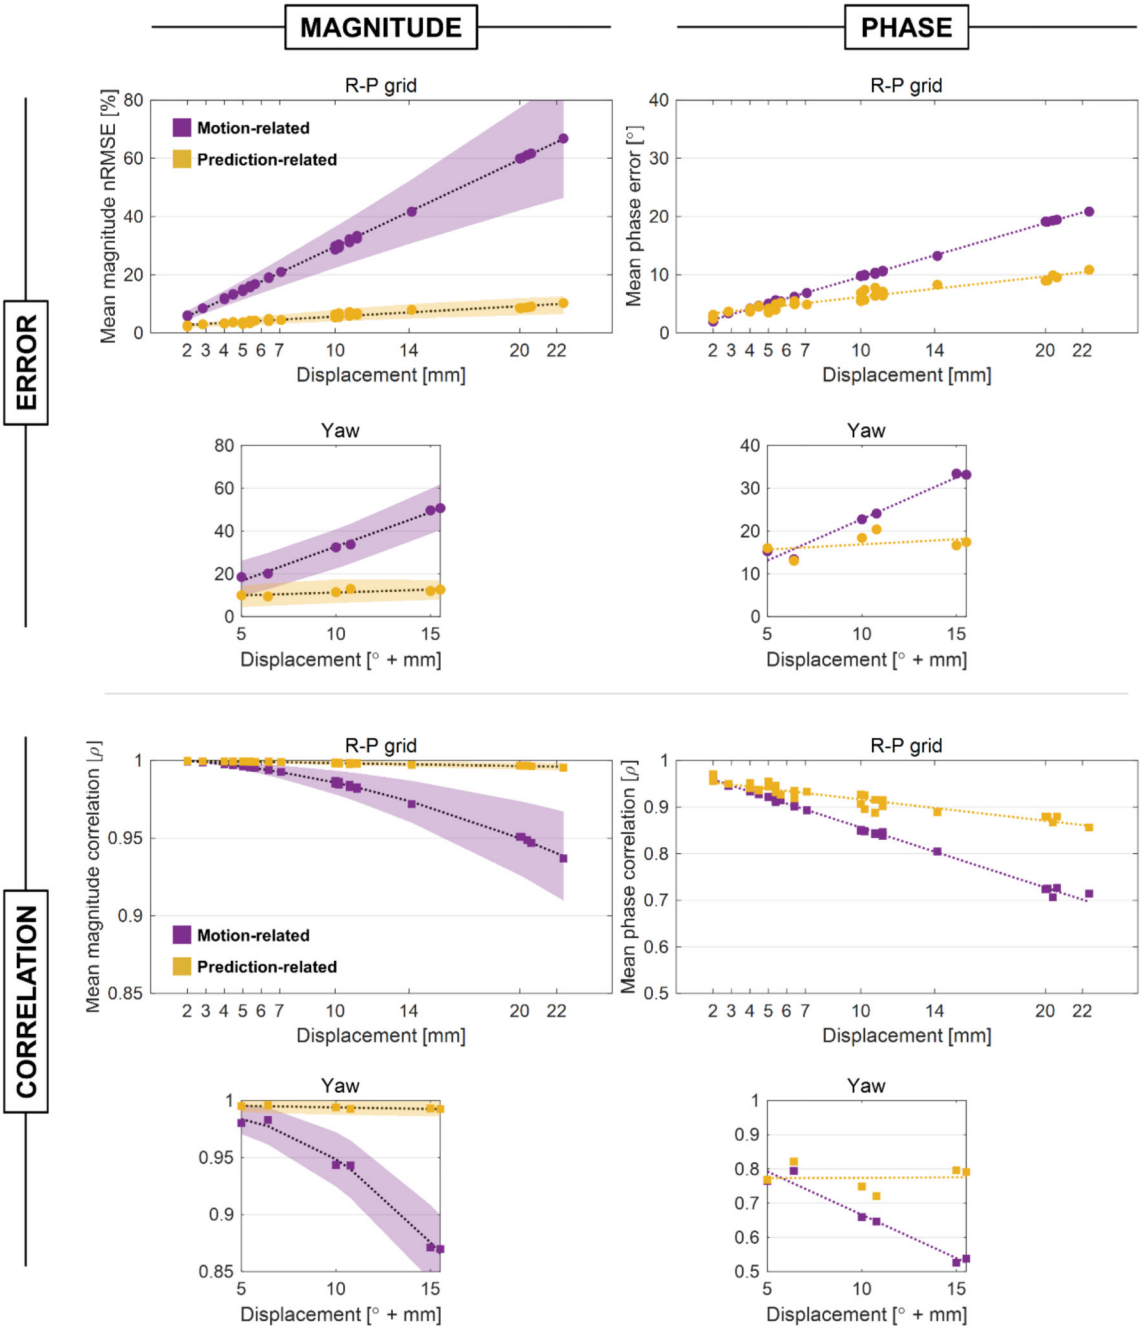 MAGNITUDE
PHASE
ERROR
R-P grid
Mean magnitude nRMSE [%]
80
60
40
20
0
Motion-related
Prediction-related
2 3 4 5 6 7 10 14 20 22
Displacement [mm]
R-P grid
Mean phase error [°]
40
30
20
10
0
2 3 4 5 6 7 10 14 20 22
Displacement [mm]
Yaw
80
60
40
20
0
5 10 15
Displacement [° + mm]
Yaw
40
30
20
10
0
5 10 15
Displacement [° + mm]
CORRELATION
R-P grid
Mean magnitude correlation [ρ]
1
0.95
0.9
0.85
Motion-related
Prediction-related
2 3 4 5 6 7 10 14 20 22
Displacement [mm]
R-P grid
Mean phase correlation [ρ]
1
0.9
0.8
0.7
0.6
0.5
2 3 4 5 6 7 10 14 20 22
Displacement [mm]
Yaw
1
0.95
0.9
0.85
5 10 15
Displacement [° + mm]
Yaw
1
0.9
0.8
0.7
0.6
0.5
5 10 15
Displacement [° + mm]